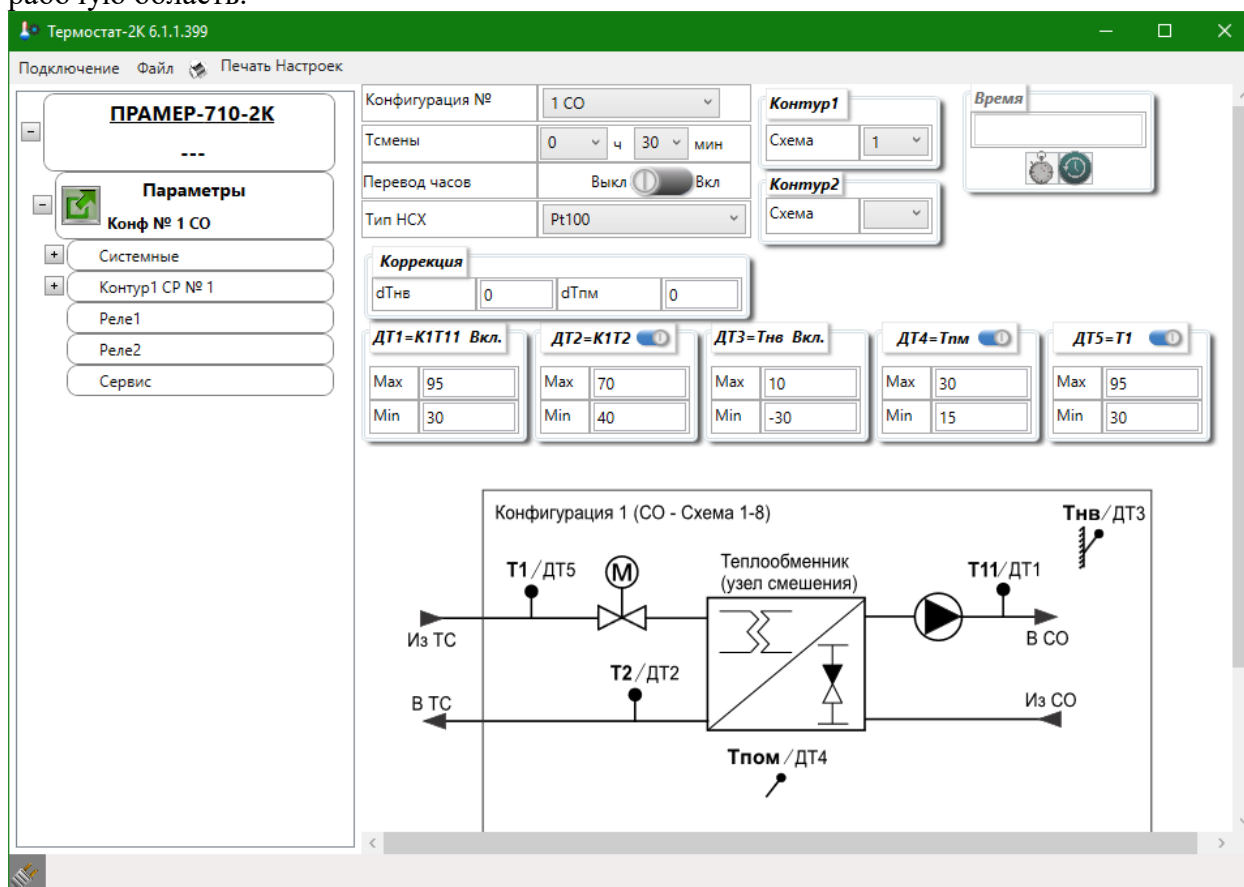 рабочую область.
Термостат-2К 6.1.1.399
Подключение Файл Печать Настроек
ПРАМЕР-710-2К
---
Параметры
Конф № 1 СО
Системные
Контур1 СР № 1
Реле1
Реле2
Сервис
Конфигурация № 1 СО
Тсмены 0 ч 30 мин
Перевод часов Выкл Вкл
Тип НСХ Pt100
Контур1
Схема 1
Контур2
Схема
Время
Коррекция
dТнв 0 dТпм 0
ДТ1=К1Т11 Вкл.
Max 95
Min 30
ДТ2=К1Т2
Max 70
Min 40
ДТ3=Тнв Вкл.
Max 10
Min -30
ДТ4=Тпм
Max 30
Min 15
ДТ5=Т1
Max 95
Min 30
Конфигурация 1 (СО - Схема 1-8)
Тнв/ДТ3
Т1/ДТ5
М
Теплообменник
(узел смешения)
Т11/ДТ1
Из ТС
В СО
Т2/ДТ2
В ТС
Из СО
Тпом/ДТ4